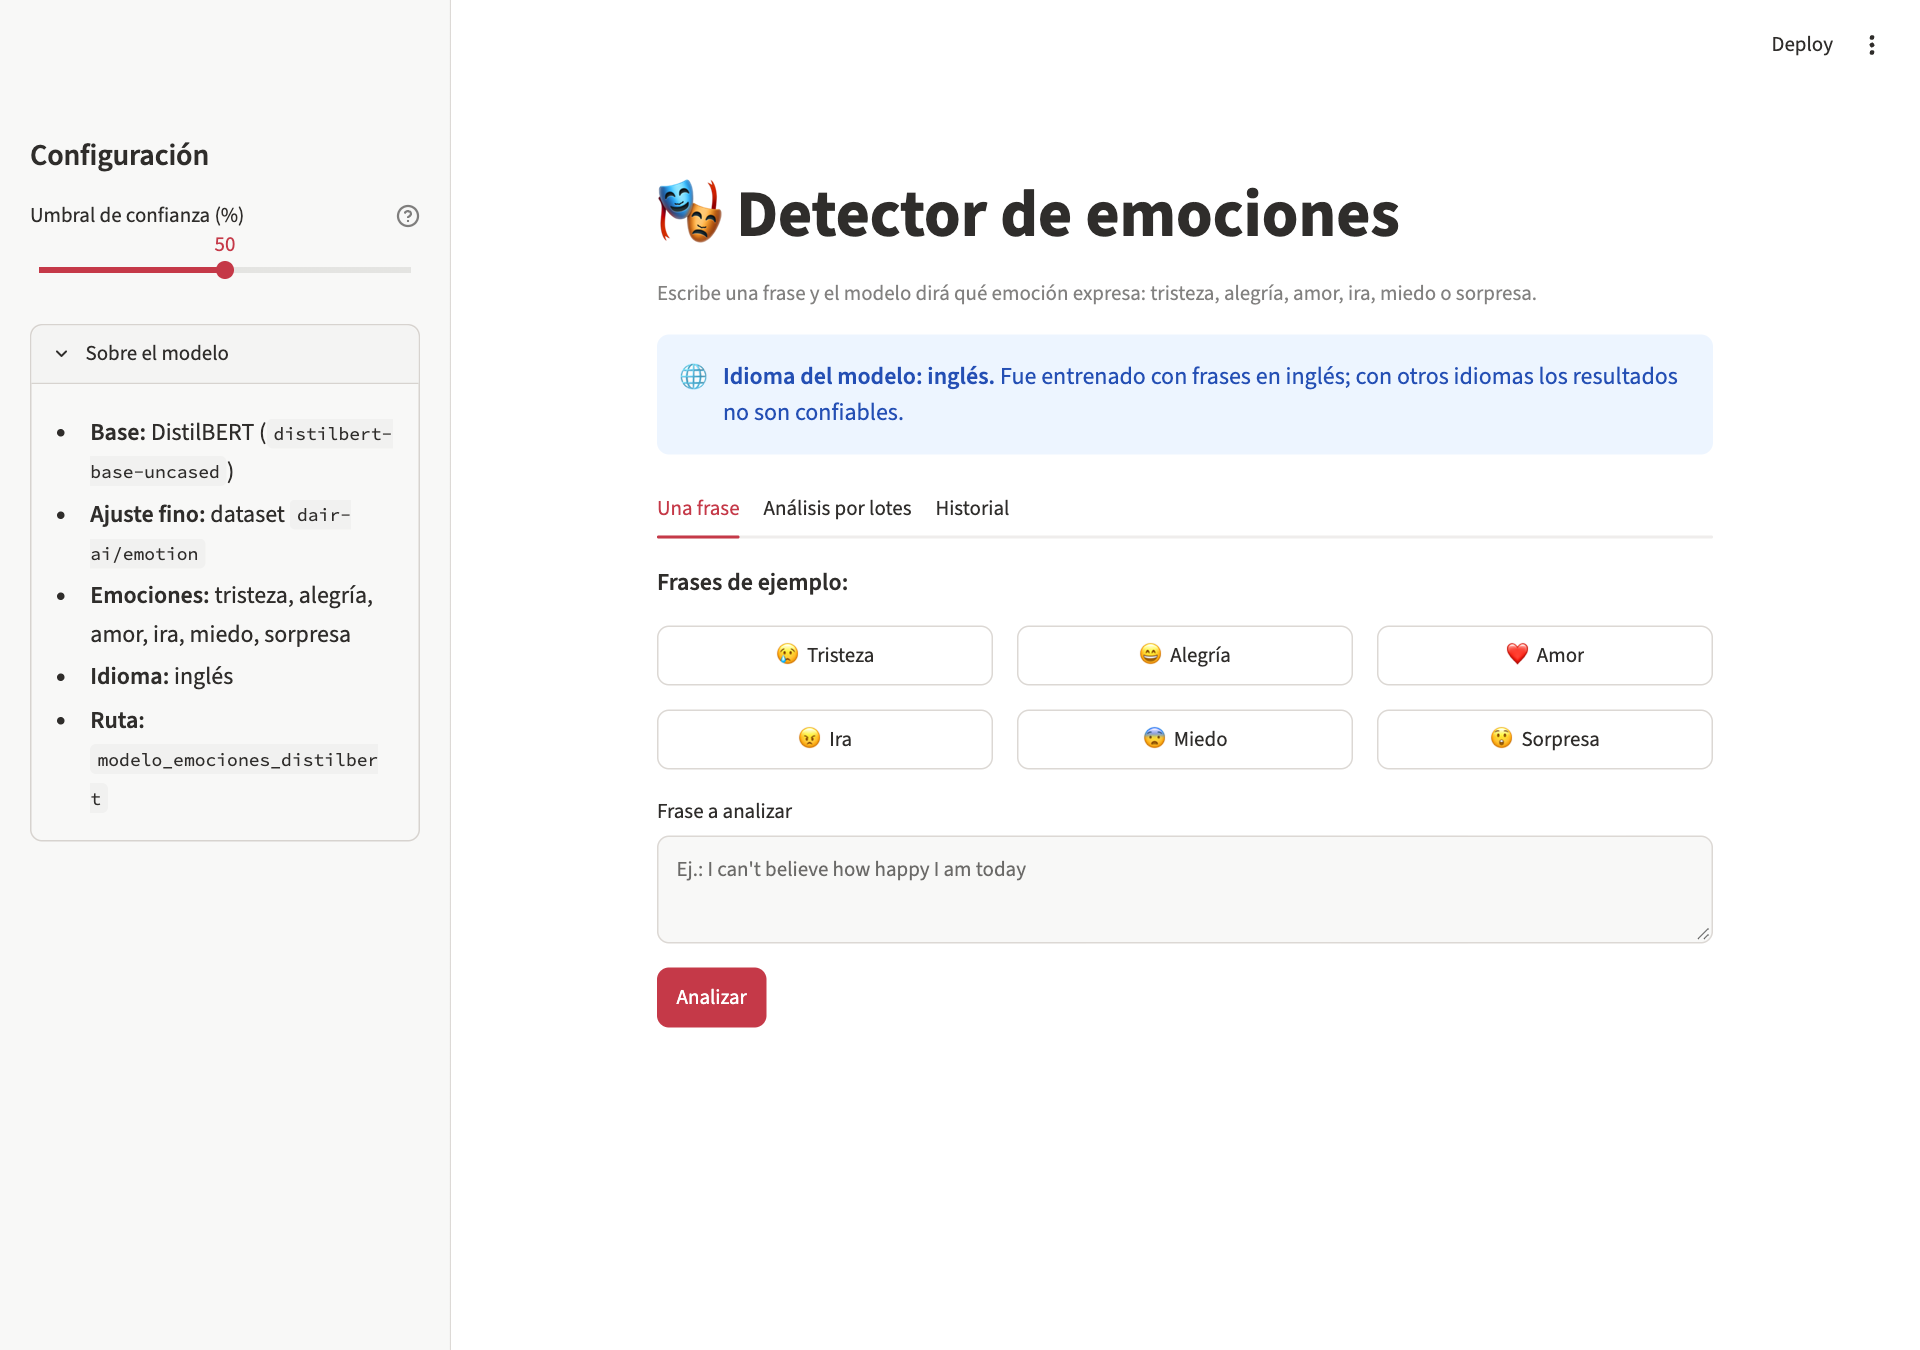 Deploy
Configuración
Umbral de confianza (%)
50
Sobre el modelo
Base: DistilBERT (distilbert-
base-uncased)
Ajuste fino: dataset dair-
ai/emotion
Emociones: tristeza, alegría,
amor, ira, miedo, sorpresa
Idioma: inglés
Ruta:
modelo_emociones_distilber
t
Detector de emociones
Escribe una frase y el modelo dirá qué emoción expresa: tristeza, alegría, amor, ira, miedo o sorpresa.
Idioma del modelo: inglés. Fue entrenado con frases en inglés; con otros idiomas los resultados
no son confiables.
Una frase Análisis por lotes Historial
Frases de ejemplo:
😢 Tristeza 😄 Alegría ❤️ Amor
😠 Ira 😨 Miedo 😲 Sorpresa
Frase a analizar
Ej.: I can't believe how happy I am today
Analizar